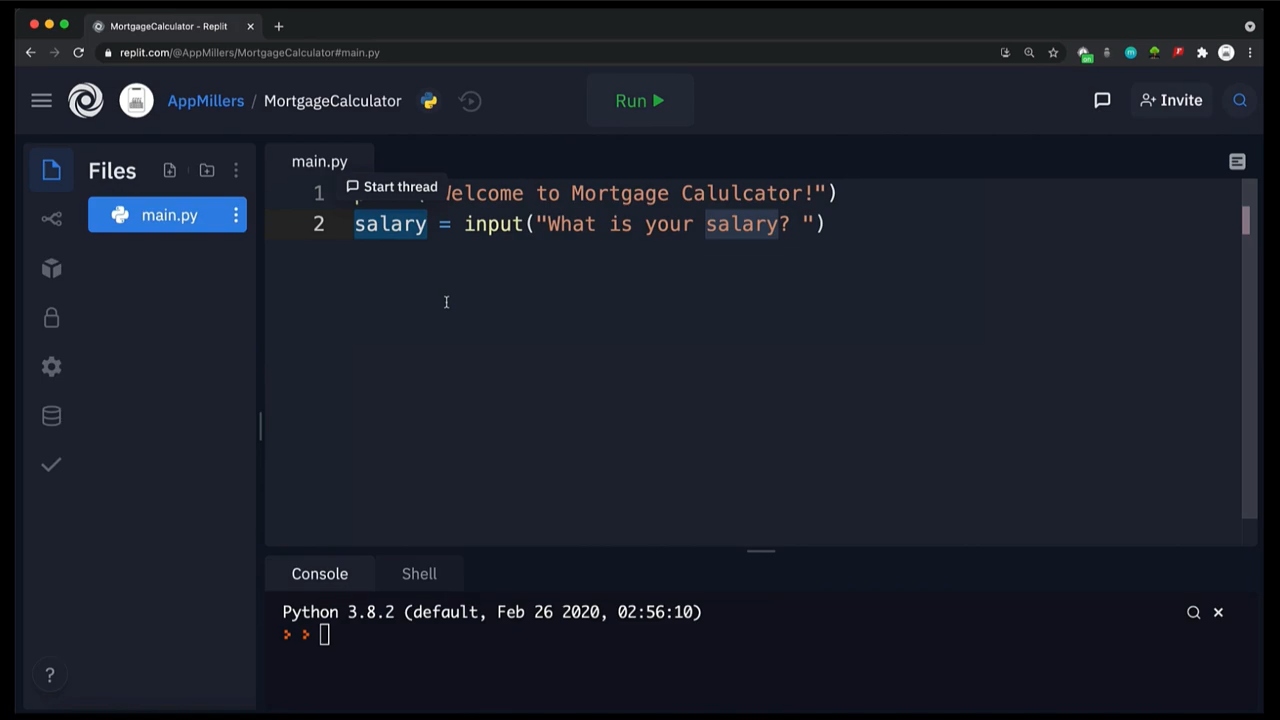 MortgageCalculator - Replit
replit.com/@AppMillers/MortgageCalculator#main.py
on
AppMillers / MortgageCalculator
Run
Invite
Files
main.py
main.py
Start thread
1 Welcome to Mortgage Calulcator!")
2 salary = input("What is your salary? ")
Console
Shell
Python 3.8.2 (default, Feb 26 2020, 02:56:10)
?